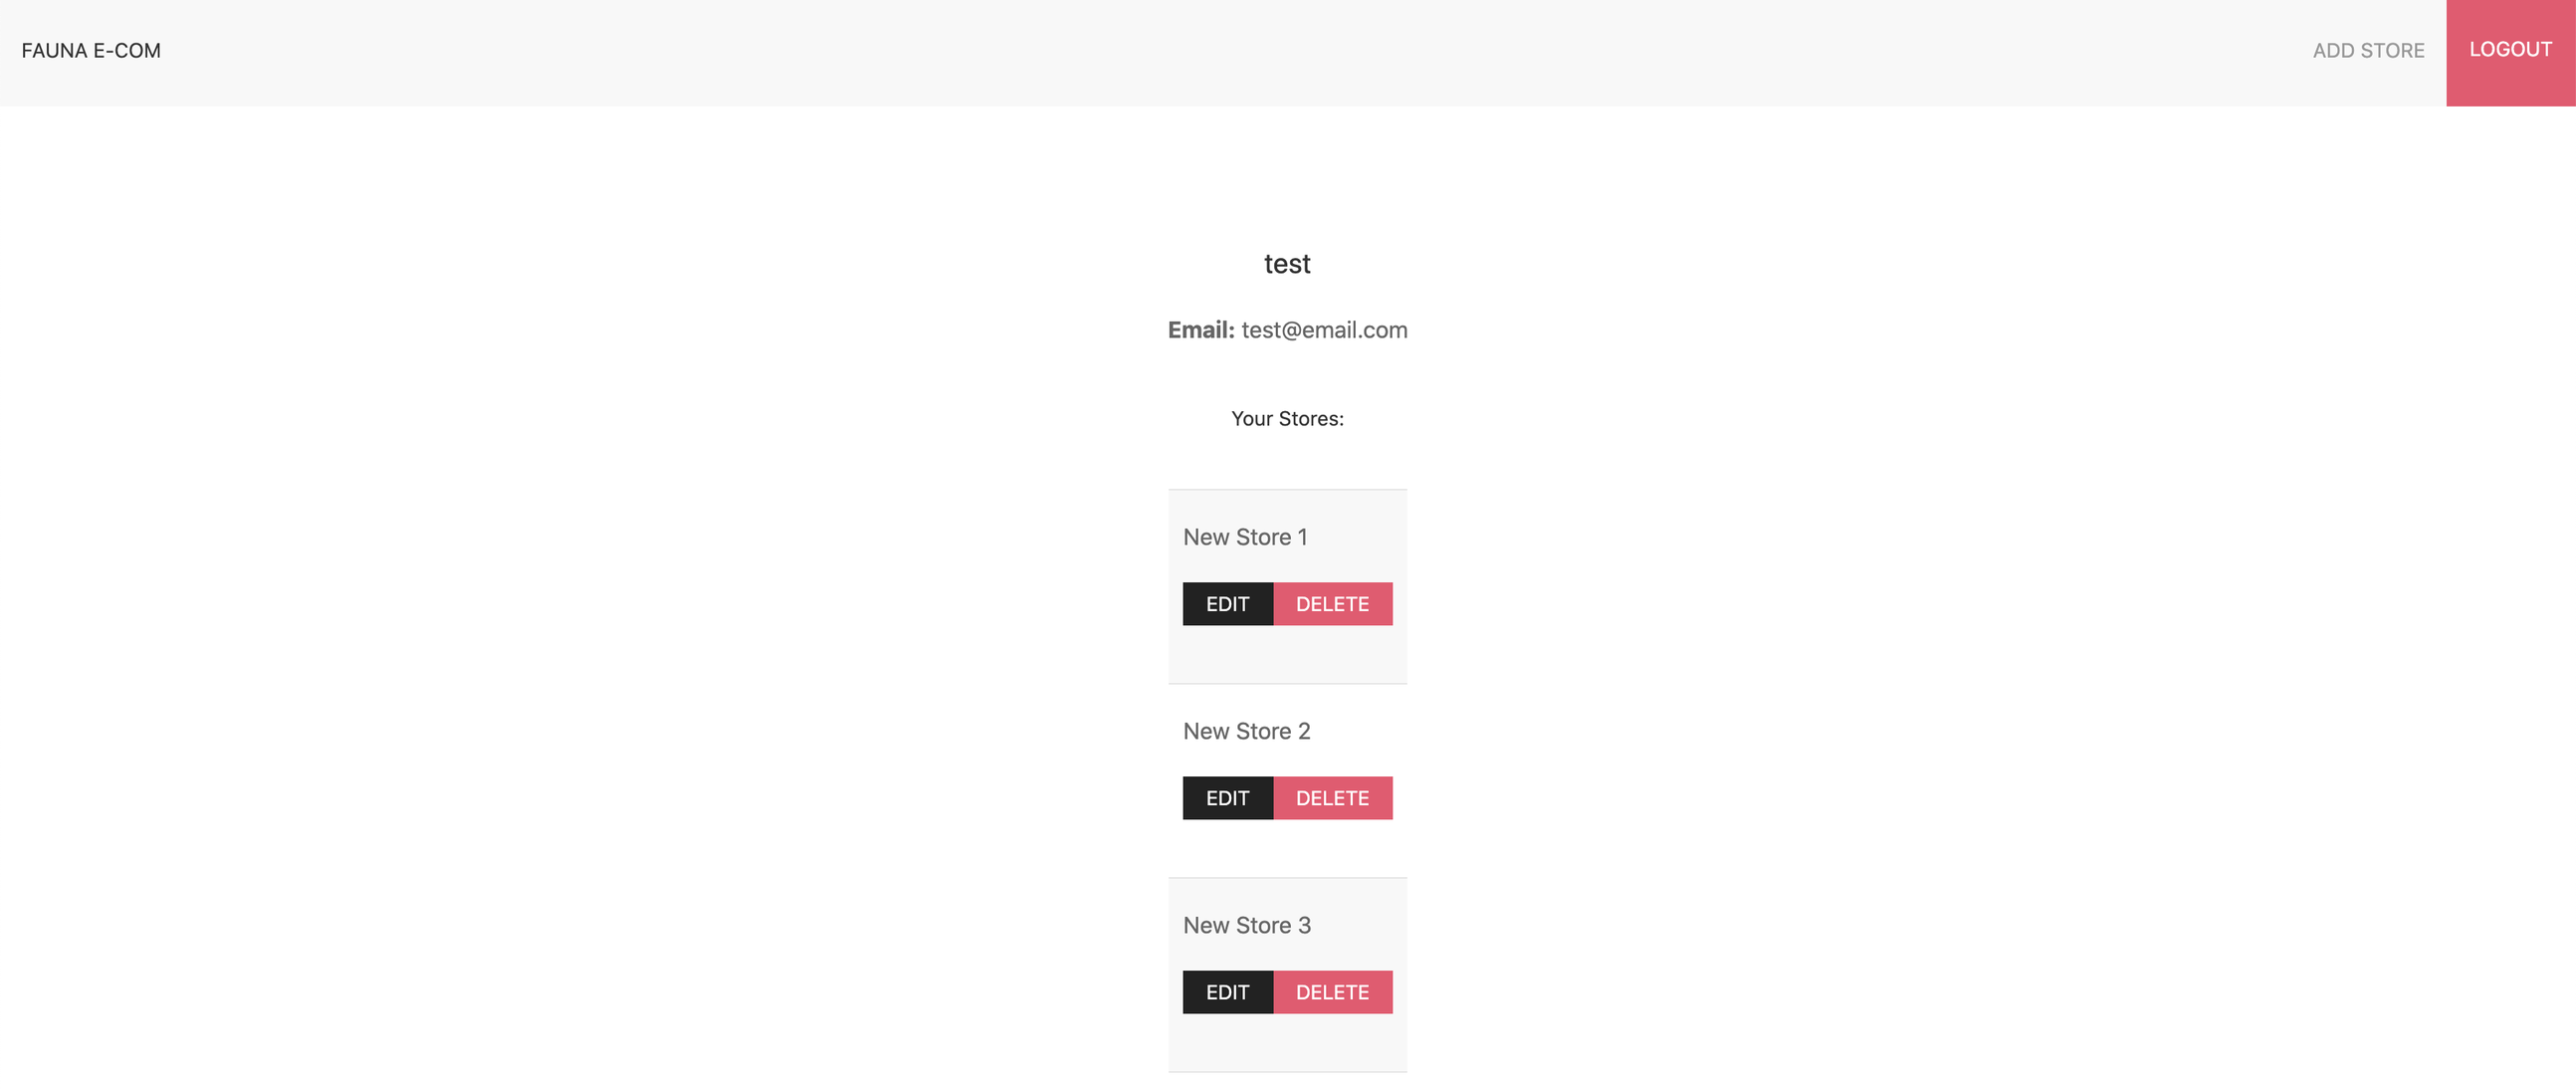 FAUNA E-COM
ADD STORE
LOGOUT
test
Email: test@email.com
Your Stores:
New Store 1
EDIT DELETE
New Store 2
EDIT DELETE
New Store 3
EDIT DELETE